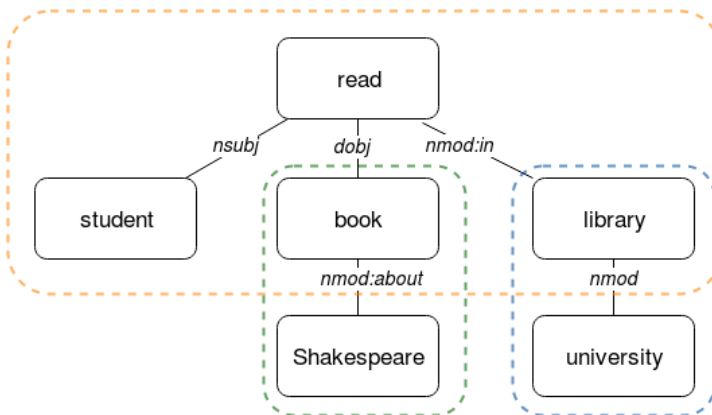 read
nsubj dobj nmod:in
student book library
nmod:about nmod
Shakespeare university